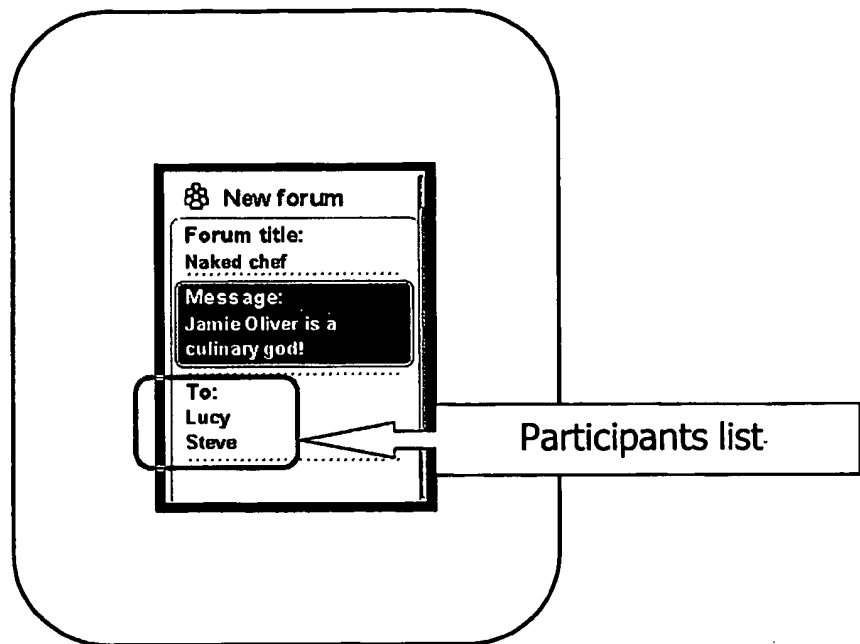 New forum
Forum title:
Naked chef
Message:
Jamie Oliver is a
culinary god!
To:
Lucy
Steve
Participants list